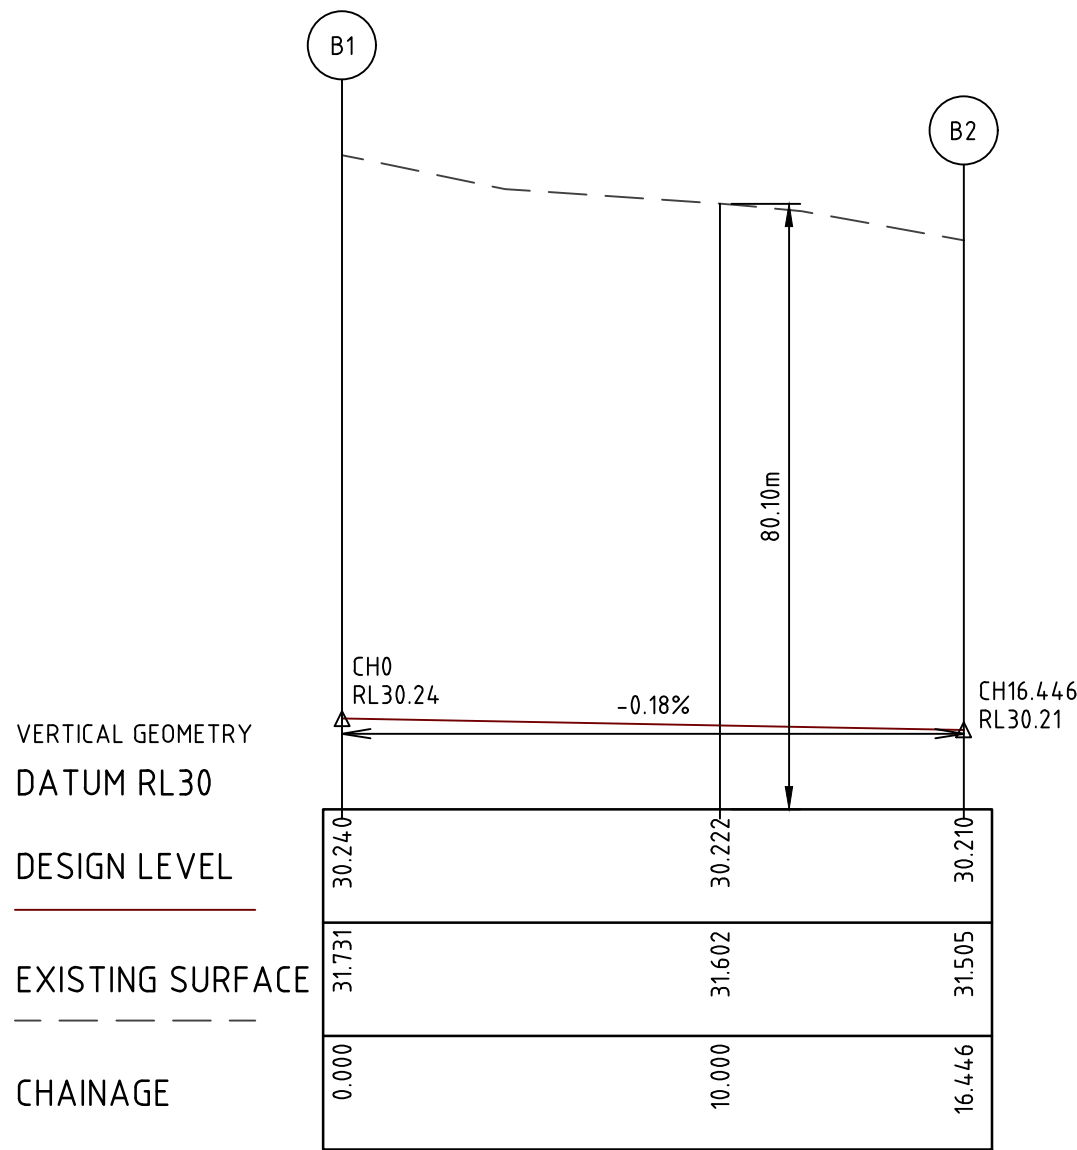 B1
B2
80.10m
CH0
RL30.24
-0.18%
CH16.446
RL30.21
VERTICAL GEOMETRY
DATUM RL30
DESIGN LEVEL
30.240
30.222
30.210
EXISTING SURFACE
31.731
31.602
31.505
CHAINAGE
0.000
10.000
16.446